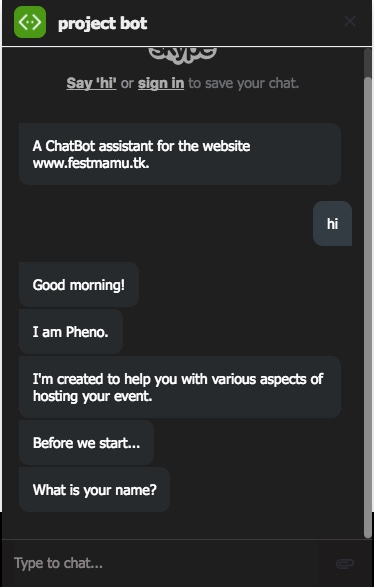 project bot
skype
Say 'hi' or sign in to save your chat.
A ChatBot assistant for the website
www.festmamu.tk.
hi
Good morning!
I am Pheno.
I'm created to help you with various aspects of
hosting your event.
Before we start...
What is your name?
Type to chat...